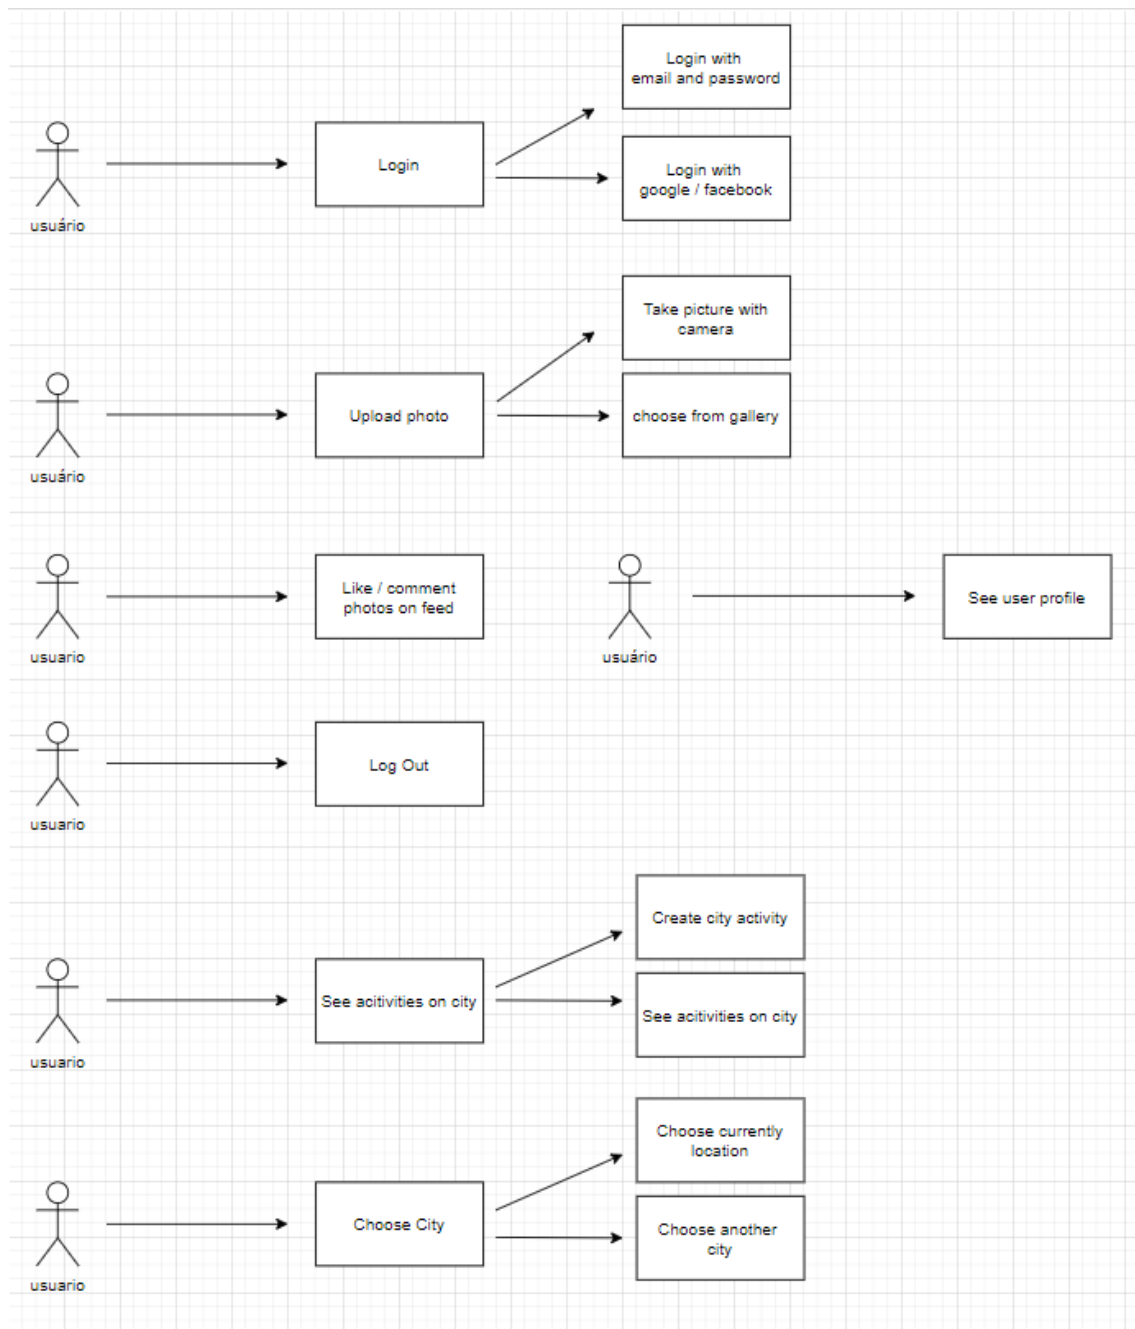 Login with
email and password
Login
Login with
google / facebook
usuário
Take picture with
camera
Upload photo
choose from gallery
usuário
Like / comment
photos on feed
See user profile
usuario
usuário
Log Out
usuario
Create city activity
See acitivities on city
See acitivities on city
usuario
Choose currently
location
Choose City
Choose another
city
usuario